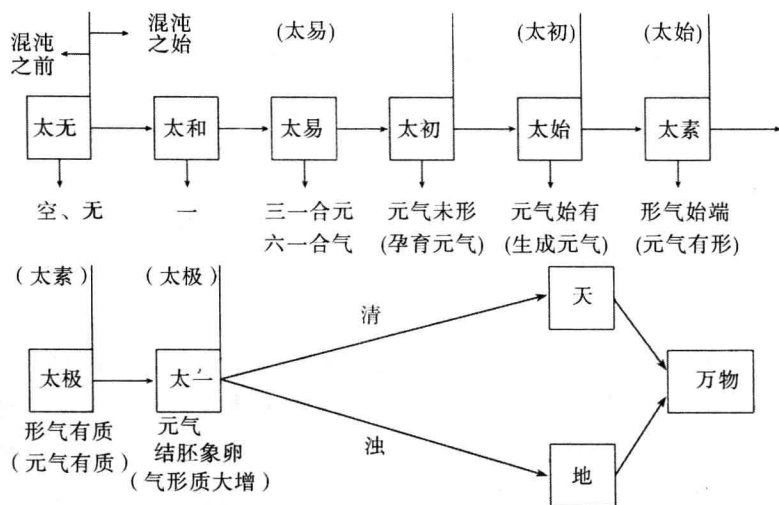 混沌之始
混沌之前
(太易)
(太初)
(太始)
太无
太和
太易
太初
太始
太素
空、无
一
三一合元
六一合气
元气未形
(孕育元气)
元气始有
(生成元气)
形气始端
(元气有形)
(太素)
(太极)
清
天
太极
太一
万物
形气有质
(元气有质)
元气
结胚象卵
(气形质大增)
浊
地